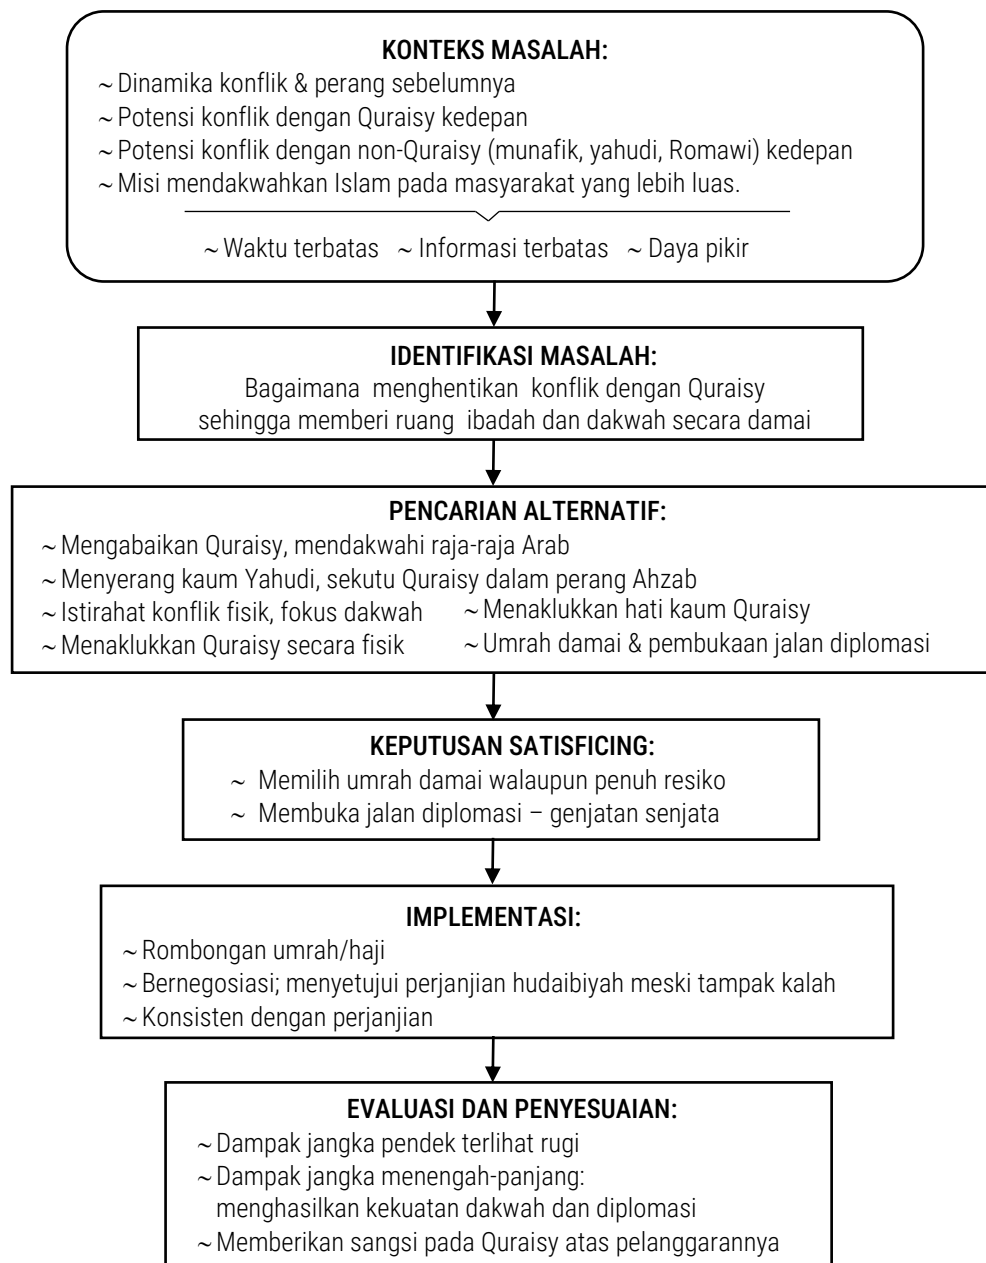 KONTEKS MASALAH:
~ Dinamika konflik & perang sebelumnya
~ Potensi konflik dengan Quraisy kedepan
~ Potensi konflik dengan non-Quraisy (munafik, yahudi, Romawi) kedepan
~ Misi mendakwahkan Islam pada masyarakat yang lebih luas.
~ Waktu terbatas ~ Informasi terbatas ~ Daya pikir
IDENTIFIKASI MASALAH:
Bagaimana menghentikan konflik dengan Quraisy
sehingga memberi ruang ibadah dan dakwah secara damai
PENCARIAN ALTERNATIF:
~ Mengabaikan Quraisy, mendakwahi raja-raja Arab
~ Menyerang kaum Yahudi, sekutu Quraisy dalam perang Ahzab
~ Istirahat konflik fisik, fokus dakwah ~ Menaklukkan hati kaum Quraisy
~ Menaklukkan Quraisy secara fisik ~ Umrah damai & pembukaan jalan diplomasi
KEPUTUSAN SATISFICING:
~ Memilih umrah damai walaupun penuh resiko
~ Membuka jalan diplomasi – genjatan senjata
IMPLEMENTASI:
~ Rombongan umrah/haji
~ Bernegosiasi; menyetujui perjanjian hudaibiyah meski tampak kalah
~ Konsisten dengan perjanjian
EVALUASI DAN PENYESUAIAN:
~ Dampak jangka pendek terlihat rugi
~ Dampak jangka menengah-panjang:
menghasilkan kekuatan dakwah dan diplomasi
~ Memberikan sangsi pada Quraisy atas pelanggarannya